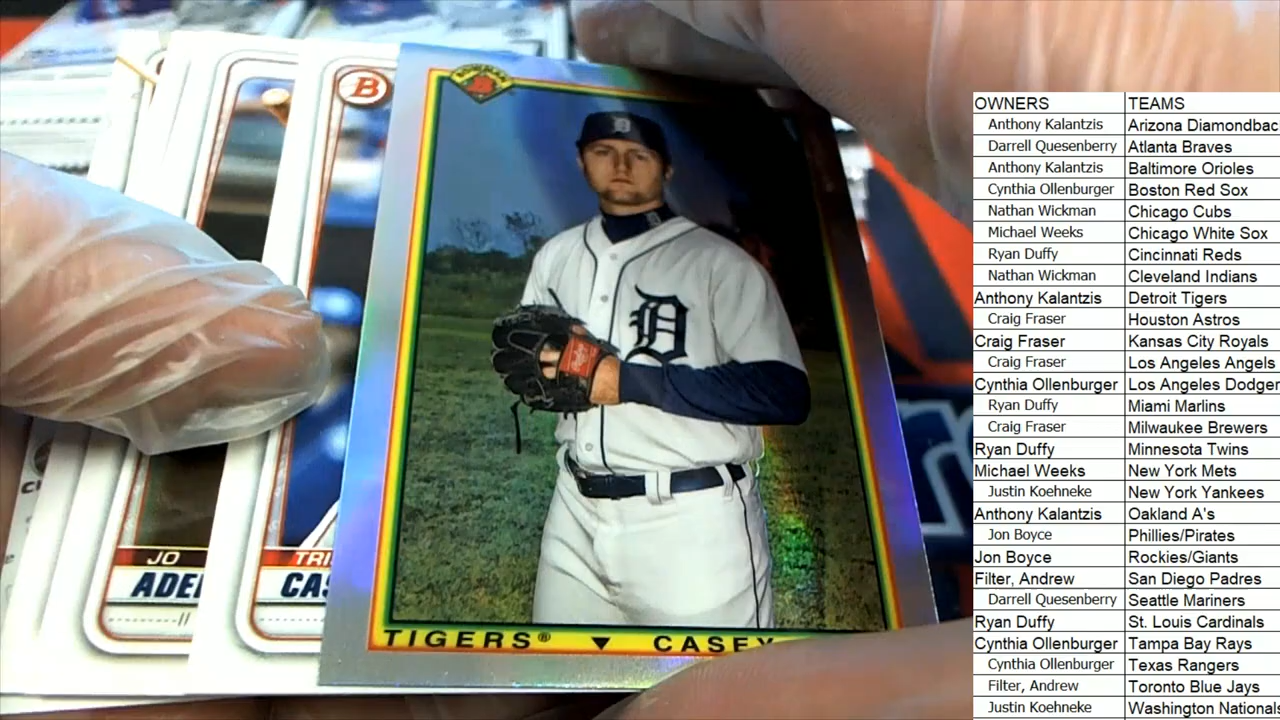 B
BOWMAN
B
D
D
Rawlings
TIGERS® ▼ CASEY
JO
ADE
TRI
CAS
OWNERS TEAMS
Anthony Kalantzis Arizona Diamondbac
Darrell Quesenberry Atlanta Braves
Anthony Kalantzis Baltimore Orioles
Cynthia Ollenburger Boston Red Sox
Nathan Wickman Chicago Cubs
Michael Weeks Chicago White Sox
Ryan Duffy Cincinnati Reds
Nathan Wickman Cleveland Indians
Anthony Kalantzis Detroit Tigers
Craig Fraser Houston Astros
Craig Fraser Kansas City Royals
Craig Fraser Los Angeles Angels
Cynthia Ollenburger Los Angeles Dodger
Ryan Duffy Miami Marlins
Craig Fraser Milwaukee Brewers
Ryan Duffy Minnesota Twins
Michael Weeks New York Mets
Justin Koehneke New York Yankees
Anthony Kalantzis Oakland A's
Jon Boyce Phillies/Pirates
Jon Boyce Rockies/Giants
Filter, Andrew San Diego Padres
Darrell Quesenberry Seattle Mariners
Ryan Duffy St. Louis Cardinals
Cynthia Ollenburger Tampa Bay Rays
Cynthia Ollenburger Texas Rangers
Filter, Andrew Toronto Blue Jays
Justin Koehneke Washington Nationals